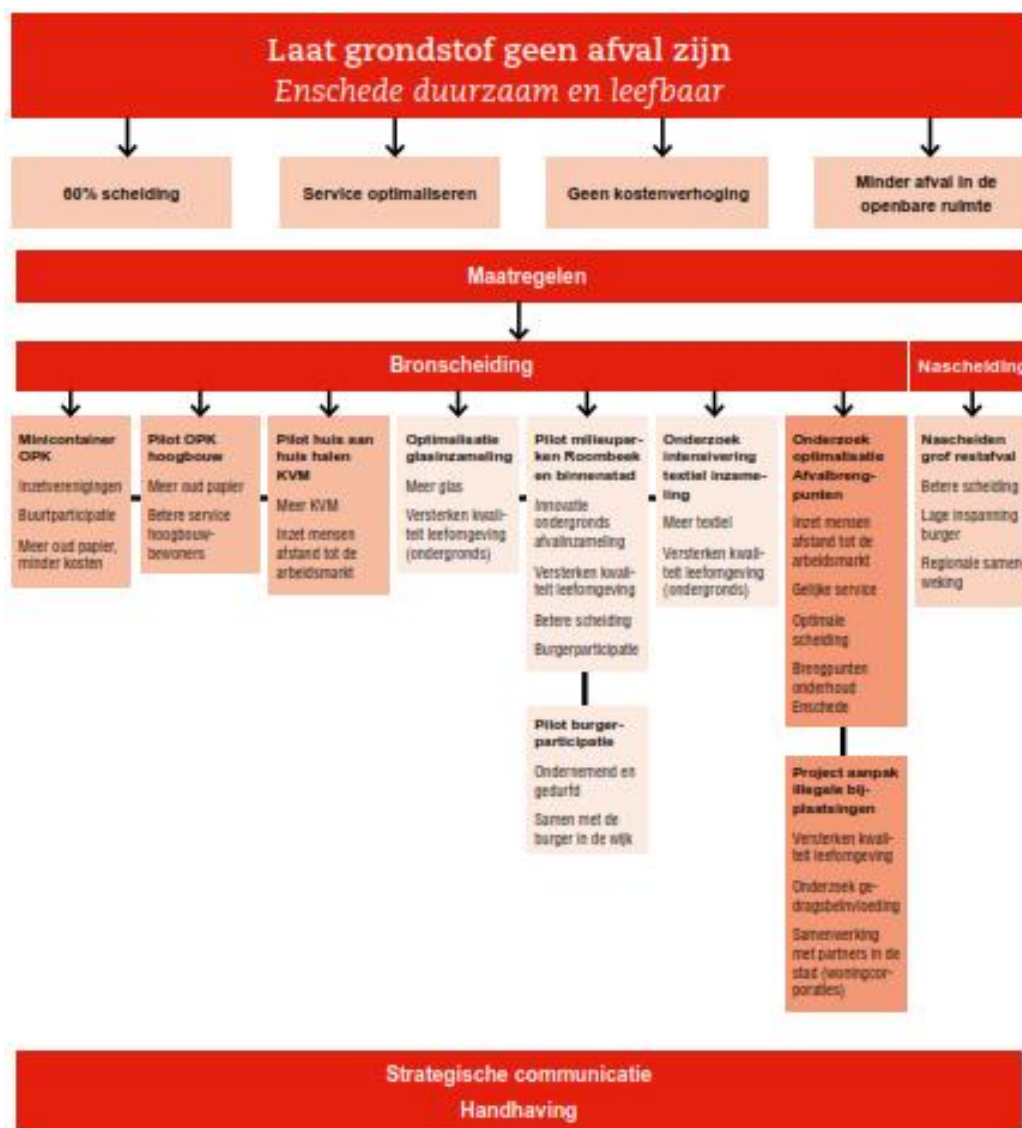 Laat grondstof geen afval zijn
Enschede duurzaam en leefbaar
60% scheiding
Service optimaliseren
Geen kostenverhoging
Minder afval in de
openbare ruimte
Maatregelen
Bronscheiding
Nascheiding
Minicontainer
OPK
Inzetverenigingen
Buurtparticipatie
Meer oud papier,
minder kosten
Pilot OPK
hoogbouw
Meer oud papier
Betere service
hoogbouw-
bewoners
Pilot huis aan
huis halen
KVM
Meer KVM
Inzet mensen
afstand tot de
arbeidsmarkt
Optimalisatie
glasinzameling
Meer glas
Versterken kwali-
teit leefomgeving
(ondergronds)
Pilot milieupar-
ken Roombeek
en binnenstad
Innovatie
ondergronds
afvalinzameling
Versterken kwali-
teit leefomgeving
Betere scheiding
Burgerparticipatie
Pilot burger-
participatie
Ondernemend en
gedurfd
Samen met de
burger in de wijk
Onderzoek
intensivering
textiel inzame-
ling
Meer textiel
Versterken kwali-
teit leefomgeving
(ondergronds)
Onderzoek
optimalisatie
Afvalbreng-
punten
Inzet mensen
afstand tot de
arbeidsmarkt
Gelijke service
Optimale
scheiding
Brengpunten
onderhoud
Enschede
Project aanpak
illegale bij-
plaatsingen
Versterken kwali-
teit leefomgeving
Onderzoek ge-
dragsbeïnvloeding
Samenwerking
met partners in de
stad (woningcor-
poraties)
Nascheiden
grof restafval
Betere scheiding
Lage inspanning
burger
Regionale samen
weking
Strategische communicatie
Handhaving